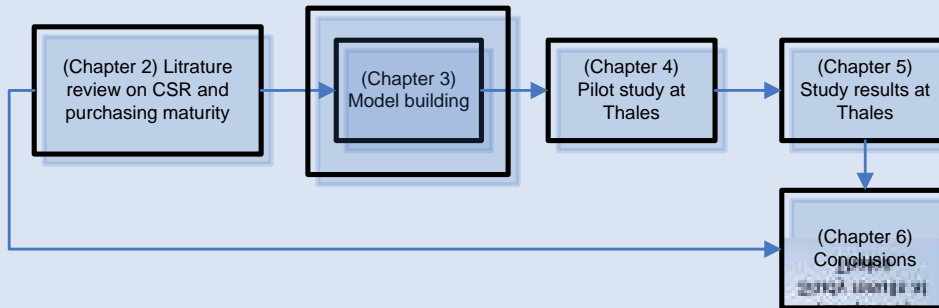 (Chapter 2) Litrature
review on CSR and
purchasing maturity
(Chapter 3)
Model building
(Chapter 4)
Pilot study at
Thales
(Chapter 5)
Study results at
Thales
(Chapter 6)
Conclusions